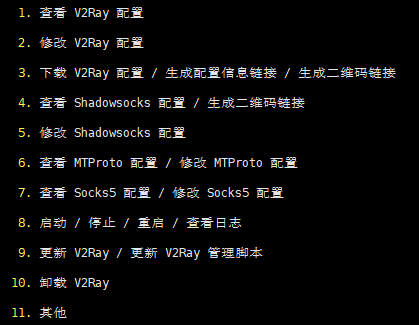 1. 查看 V2Ray 配置
2. 修改 V2Ray 配置
3. 下载 V2Ray 配置 / 生成配置信息链接 / 生成二维码链接
4. 查看 Shadowsocks 配置 / 生成二维码链接
5. 修改 Shadowsocks 配置
6. 查看 MTProto 配置 / 修改 MTProto 配置
7. 查看 Socks5 配置 / 修改 Socks5 配置
8. 启动 / 停止 / 重启 / 查看日志
9. 更新 V2Ray / 更新 V2Ray 管理脚本
10. 卸载 V2Ray
11. 其他